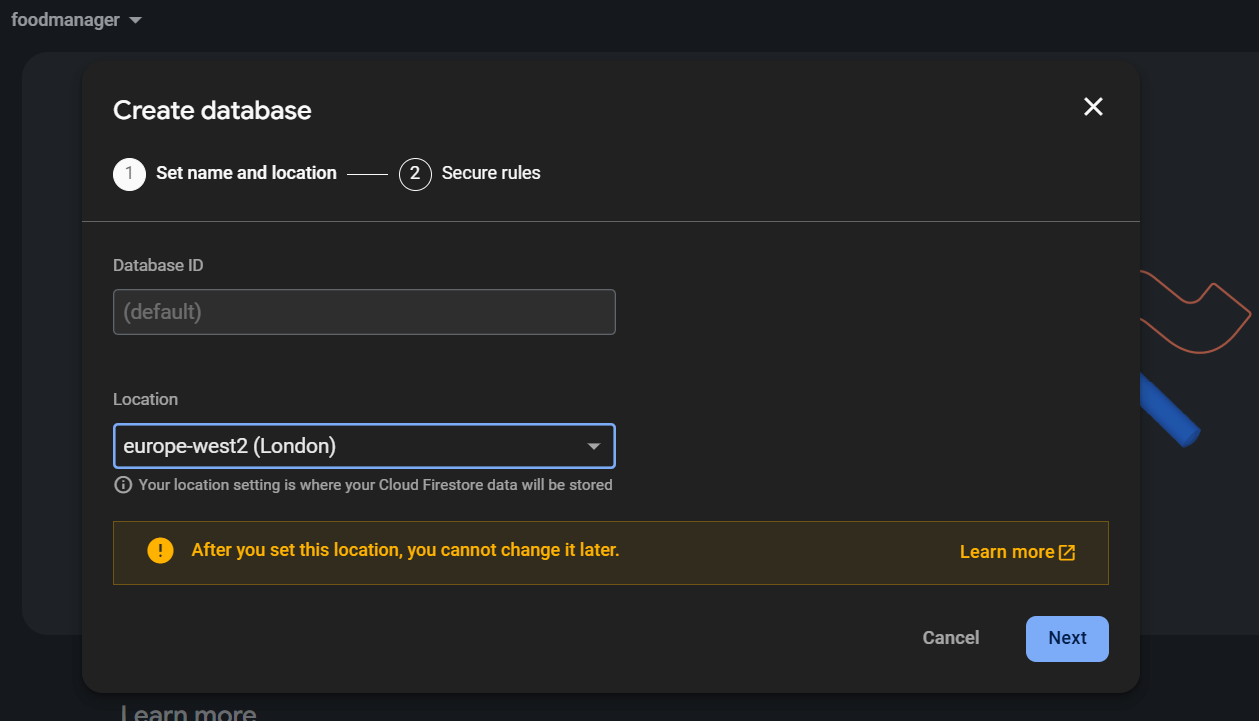 foodmanager
Create database
1 Set name and location 2 Secure rules
Database ID
(default)
Location
europe-west2 (London)
Your location setting is where your Cloud Firestore data will be stored
After you set this location, you cannot change it later. Learn more
Cancel Next
Learn more